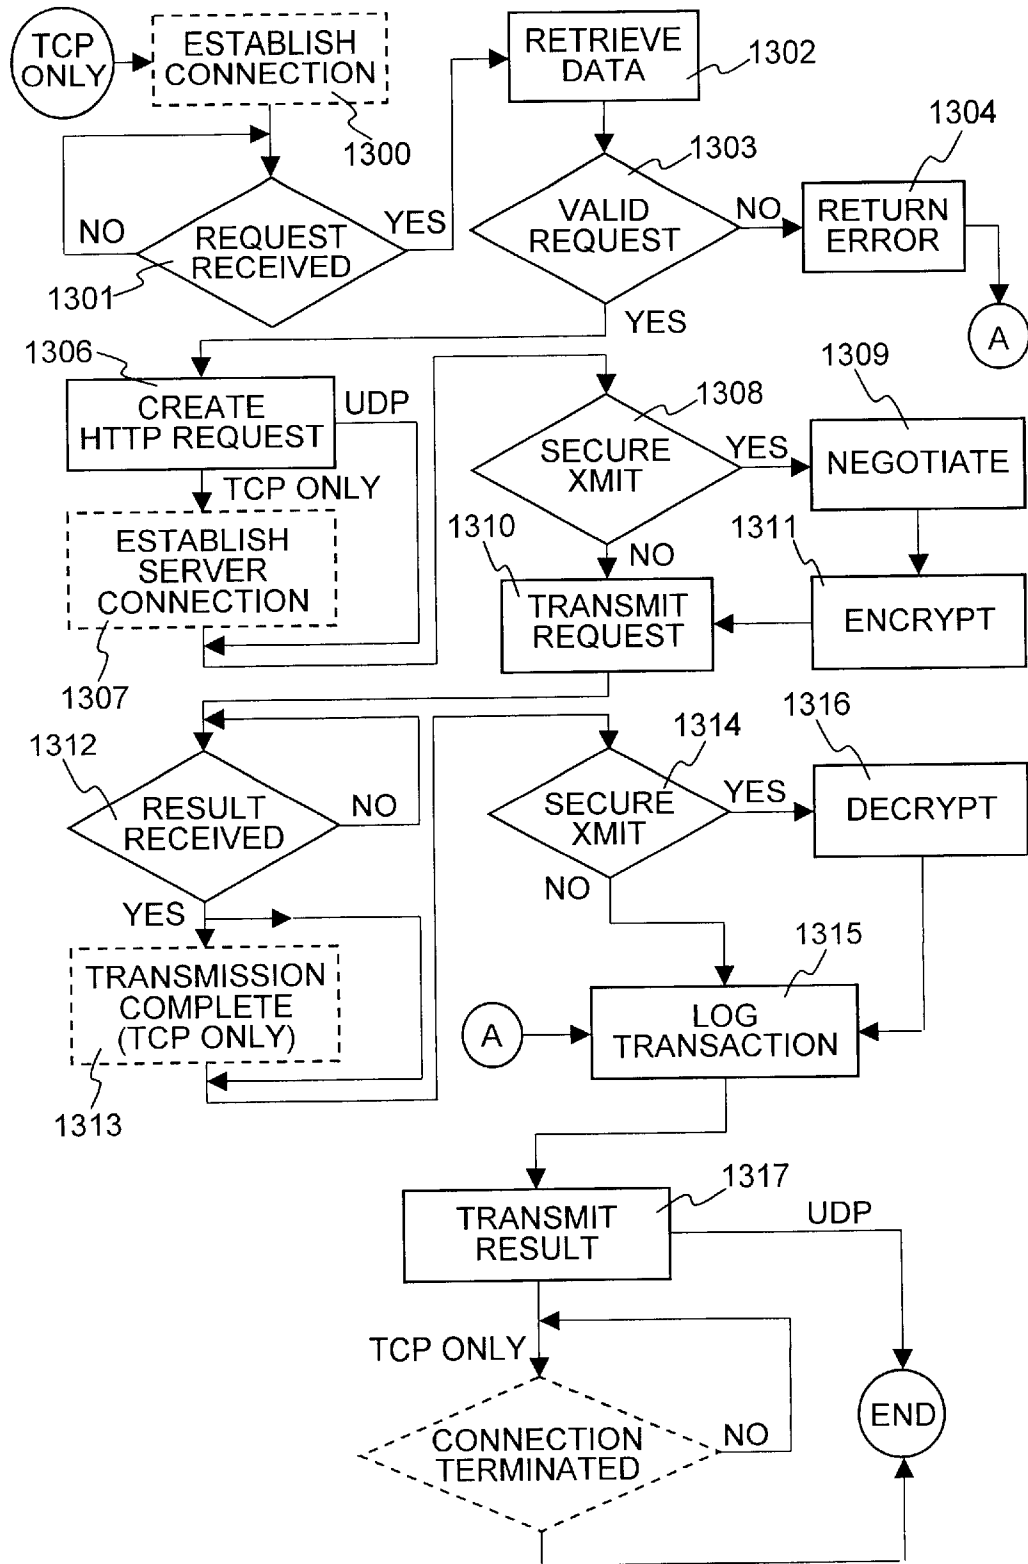 TCP
ONLY
ESTABLISH
CONNECTION
1300
RETRIEVE
DATA
1302
1304
1303
NO
REQUEST
RECEIVED
YES
1301
VALID
REQUEST
NO
RETURN
ERROR
YES
A
1306
CREATE
HTTP REQUEST
UDP
TCP ONLY
1308
1309
SECURE
XMIT
YES
NEGOTIATE
ESTABLISH
SERVER
CONNECTION
1307
1310
NO
1311
TRANSMIT
REQUEST
ENCRYPT
1312
RESULT
RECEIVED
NO
YES
1314
1316
SECURE
XMIT
YES
DECRYPT
NO
TRANSMISSION
COMPLETE
(TCP ONLY)
1313
1315
A
LOG
TRANSACTION
1317
TRANSMIT
RESULT
UDP
TCP ONLY
CONNECTION
TERMINATED
NO
END